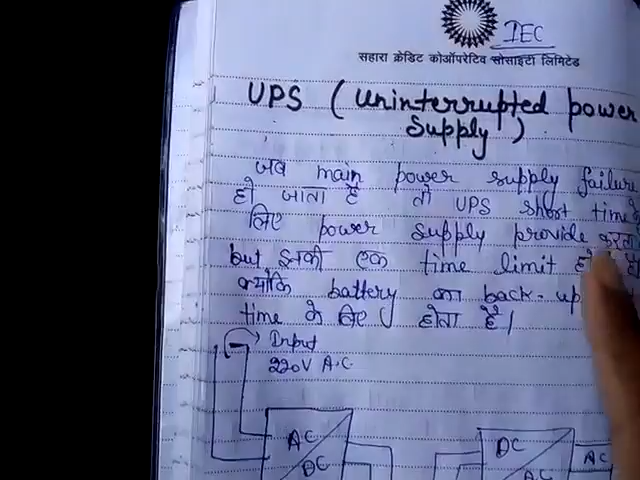 IEC
सहारा क्रेडिट कोऑपरेटिव सोसाइटी लिमिटेड
UPS (Uninterrupted power
Supply)
जब main power supply failure
हो जाता है तो UPS short time
लिए power supply provide करता
but इसकी एक time limit हो है
क्योकि battery का back-up
time के लिए होता है।
Input
220V A.C.
AC
DC
DC
AC
AC